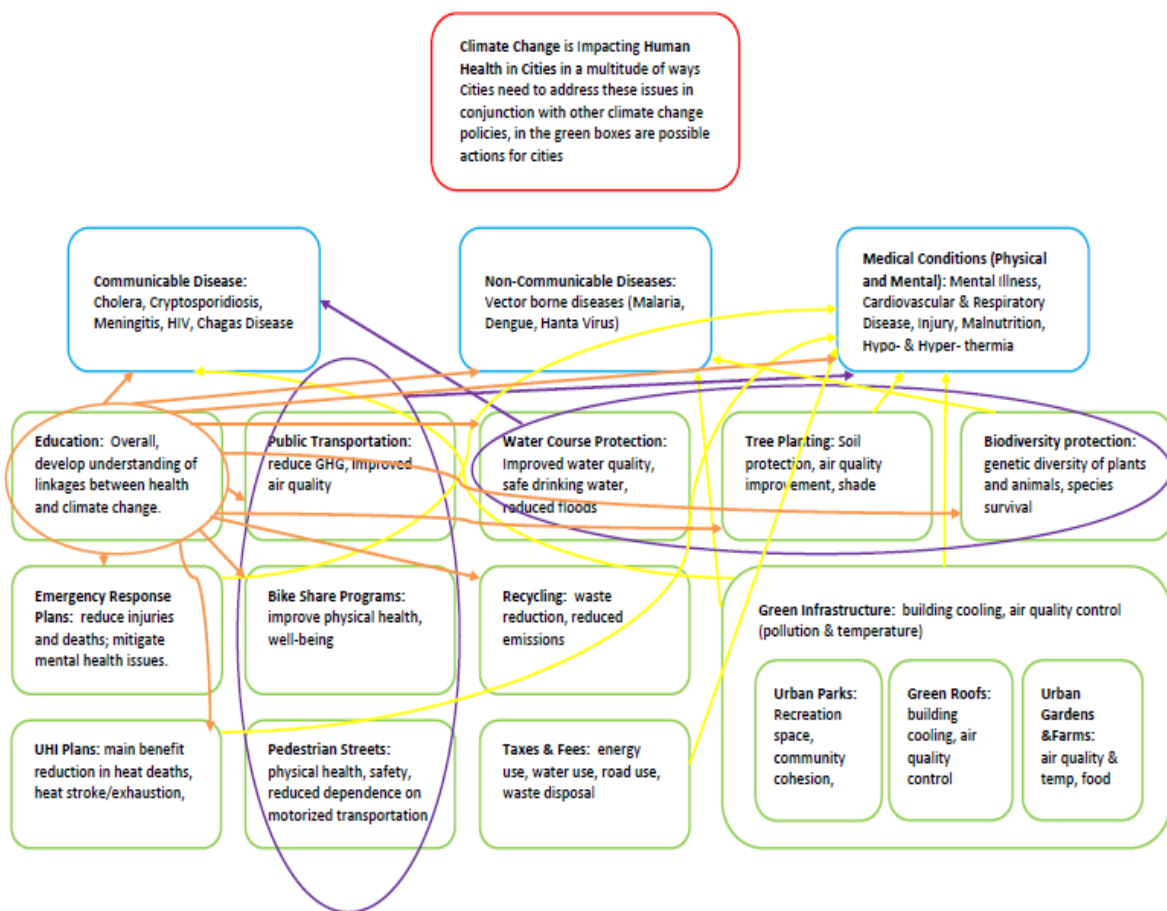 Climate Change is Impacting Human
Health in Cities in a multitude of ways
Cities need to address these issues in
conjunction with other climate change
policies, in the green boxes are possible
actions for cities
Communicable Disease:
Cholera, Cryptosporidiosis,
Meningitis, HIV, Chagas Disease
Non-Communicable Diseases:
Vector borne diseases (Malaria,
Dengue, Hanta Virus)
Medical Conditions (Physical
and Mental): Mental Illness,
Cardiovascular & Respiratory
Disease, Injury, Malnutrition,
Hypo- & Hyper- thermia
Education: Overall,
develop understanding of
linkages between health
and climate change.
Public Transportation:
reduce GHG, improved
air quality
Water Course Protection:
Improved water quality,
safe drinking water,
reduced floods
Tree Planting: Soil
protection, air quality
improvement, shade
Biodiversity protection:
genetic diversity of plants
and animals, species
survival
Emergency Response
Plans: reduce injuries
and deaths; mitigate
mental health issues.
Bike Share Programs:
improve physical health,
well-being
Recycling: waste
reduction, reduced
emissions
Green Infrastructure: building cooling, air quality control
(pollution & temperature)
Urban Parks:
Recreation
space,
community
cohesion,
Green Roofs:
building
cooling, air
quality
control
Urban
Gardens
&Farms:
air quality &
temp, food
UHI Plans: main benefit
reduction in heat deaths,
heat stroke/exhaustion,
Pedestrian Streets:
physical health, safety,
reduced dependence on
motorized transportation
Taxes & Fees: energy
use, water use, road use,
waste disposal